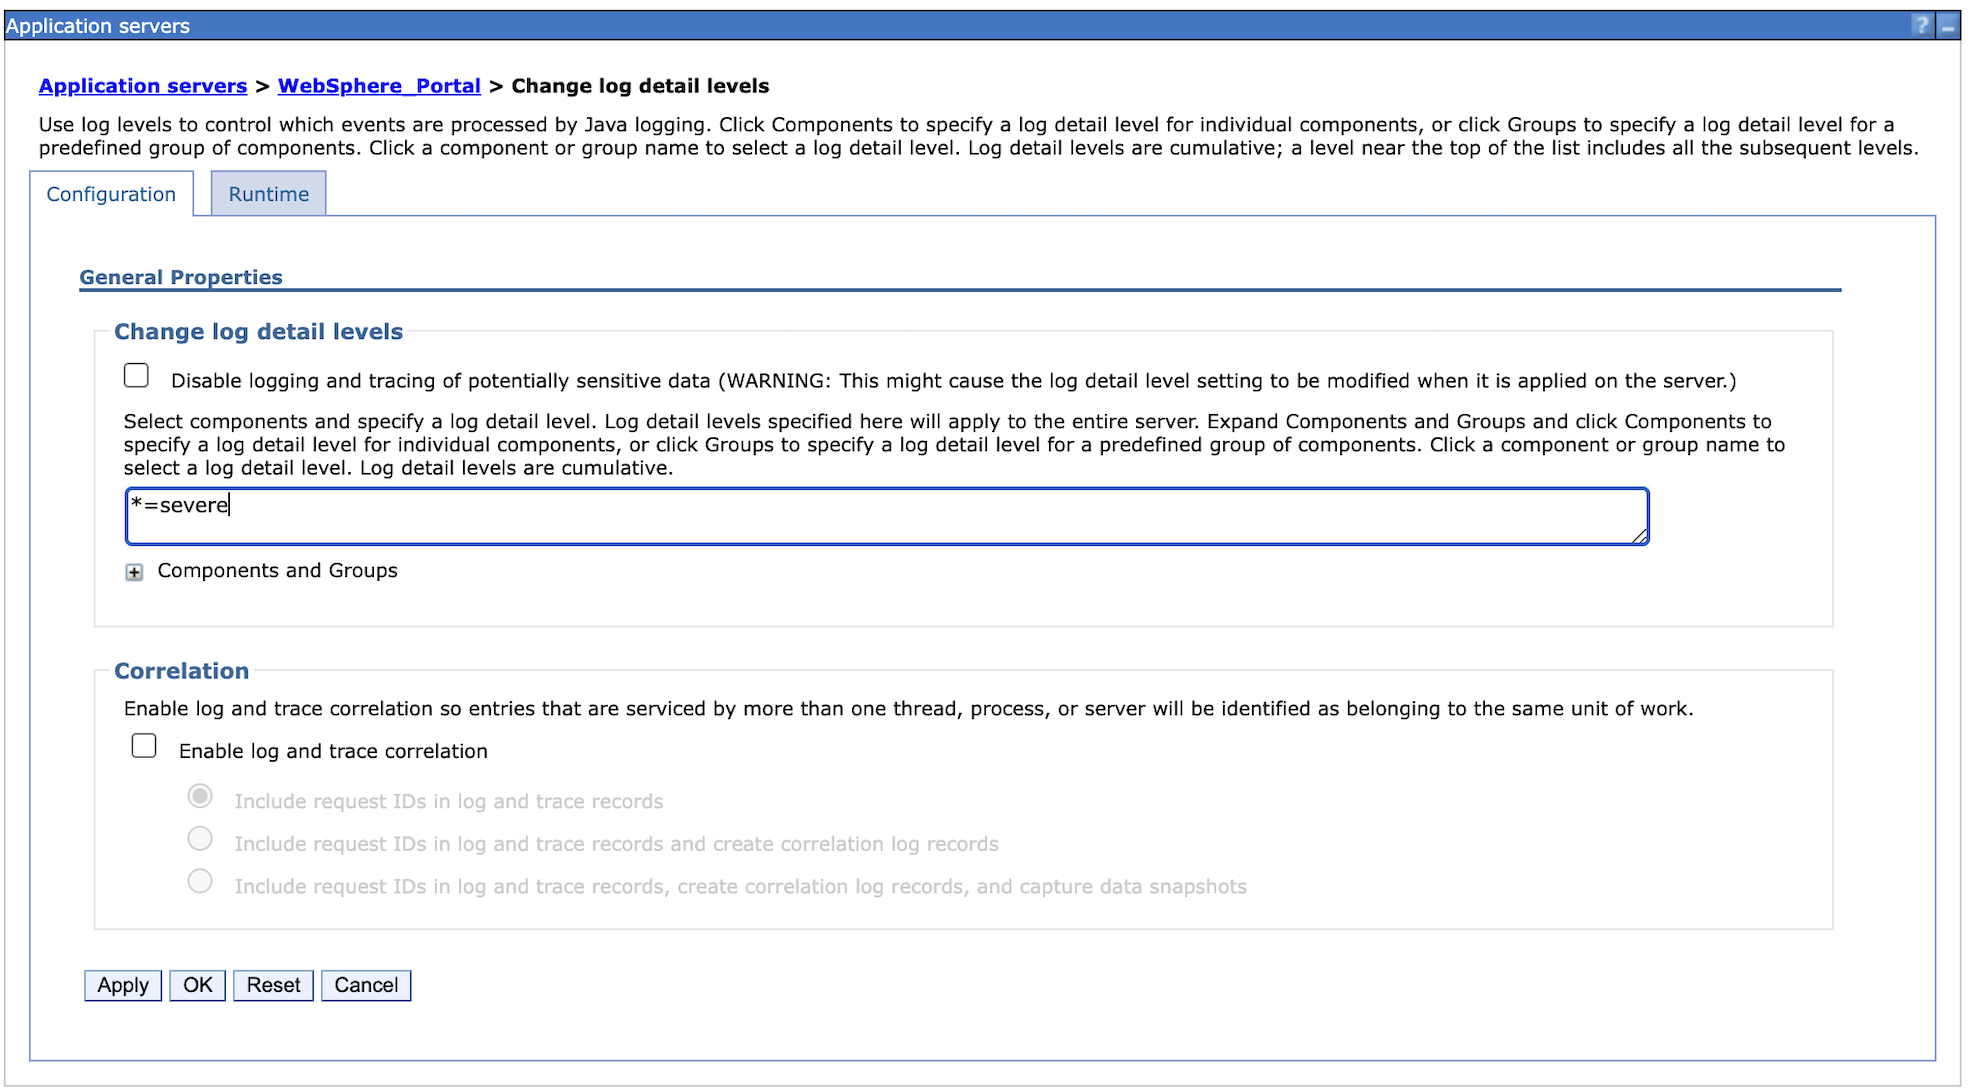 Application servers
Application servers > WebSphere_Portal > Change log detail levels
Use log levels to control which events are processed by Java logging. Click Components to specify a log detail level for individual components, or click Groups to specify a log detail level for a
predefined group of components. Click a component or group name to select a log detail level. Log detail levels are cumulative; a level near the top of the list includes all the subsequent levels.
Configuration Runtime
General Properties
Change log detail levels
Disable logging and tracing of potentially sensitive data (WARNING: This might cause the log detail level setting to be modified when it is applied on the server.)
Select components and specify a log detail level. Log detail levels specified here will apply to the entire server. Expand Components and Groups and click Components to
specify a log detail level for individual components, or click Groups to specify a log detail level for a predefined group of components. Click a component or group name to
select a log detail level. Log detail levels are cumulative.
*=severe
Components and Groups
Correlation
Enable log and trace correlation so entries that are serviced by more than one thread, process, or server will be identified as belonging to the same unit of work.
Enable log and trace correlation
Include request IDs in log and trace records
Include request IDs in log and trace records and create correlation log records
Include request IDs in log and trace records, create correlation log records, and capture data snapshots
Apply OK Reset Cancel